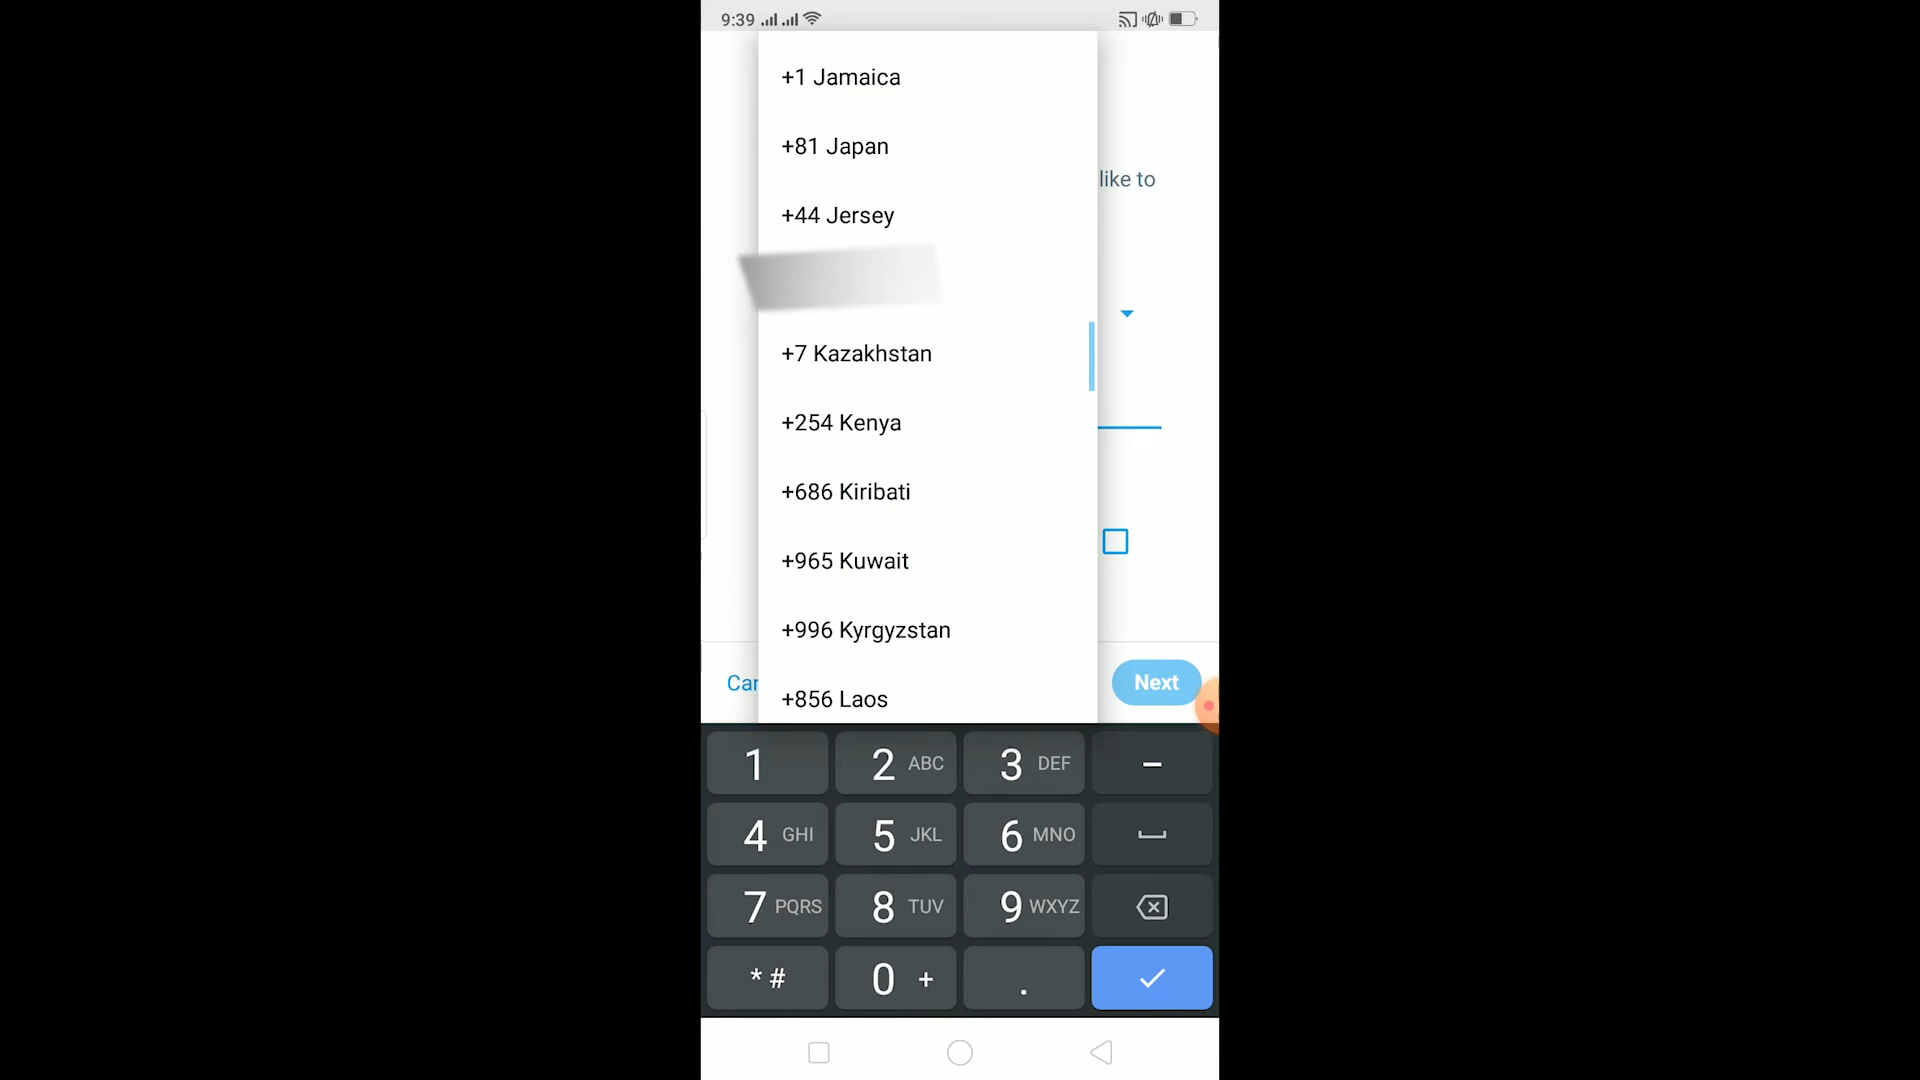 9:39
+1 Jamaica
+81 Japan
like to
+44 Jersey
+7 Kazakhstan
+254 Kenya
+686 Kiribati
+965 Kuwait
+996 Kyrgyzstan
Can Next
+856 Laos
1 2 ABC 3 DEF –
4 GHI 5 JKL 6 MNO
7 PQRS 8 TUV 9 WXYZ
* # 0 + .